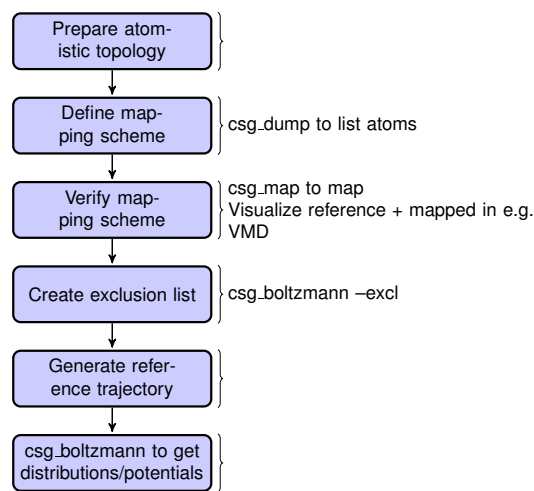 Prepare atom-
istic topology
Define map-
ping scheme
csg_dump to list atoms
Verify map-
ping scheme
csg_map to map
Visualize reference + mapped in e.g.
VMD
Create exclusion list
csg_boltzmann –excl
Generate refer-
ence trajectory
csg_boltzmann to get
distributions/potentials